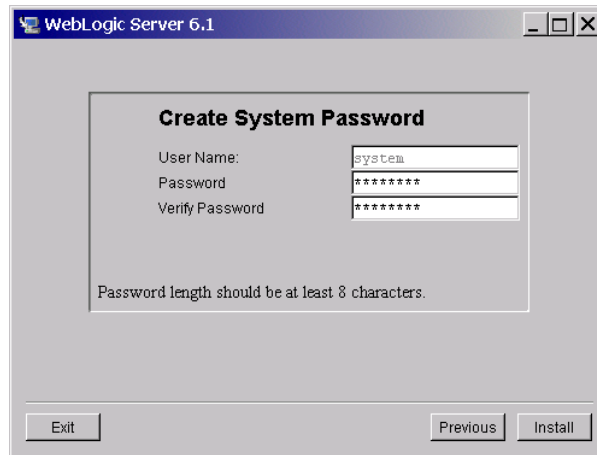 WebLogic Server 6.1
Create System Password
User Name: system
Password ********
Verify Password ********
Password length should be at least 8 characters.
Exit Previous Install